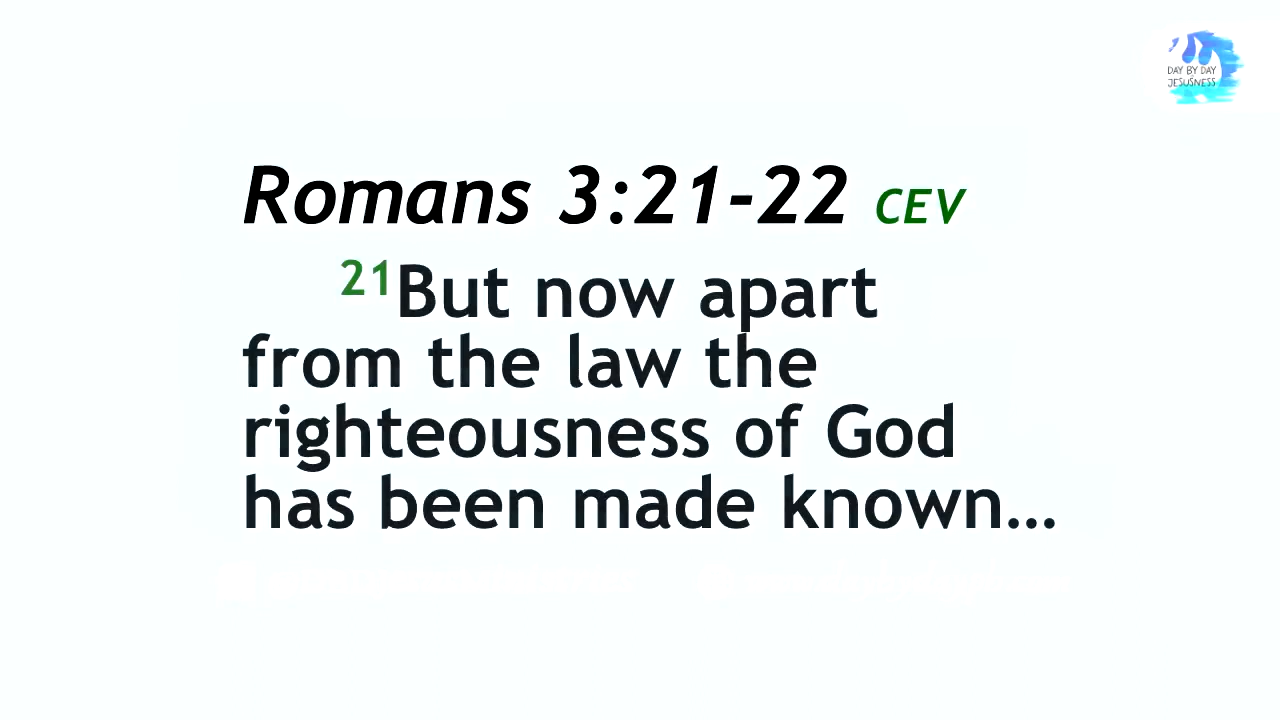 DAY BY DAY
JESUSNESS
Romans 3:21-22 CEV
21But now apart
from the law the
righteousness of God
has been made known…